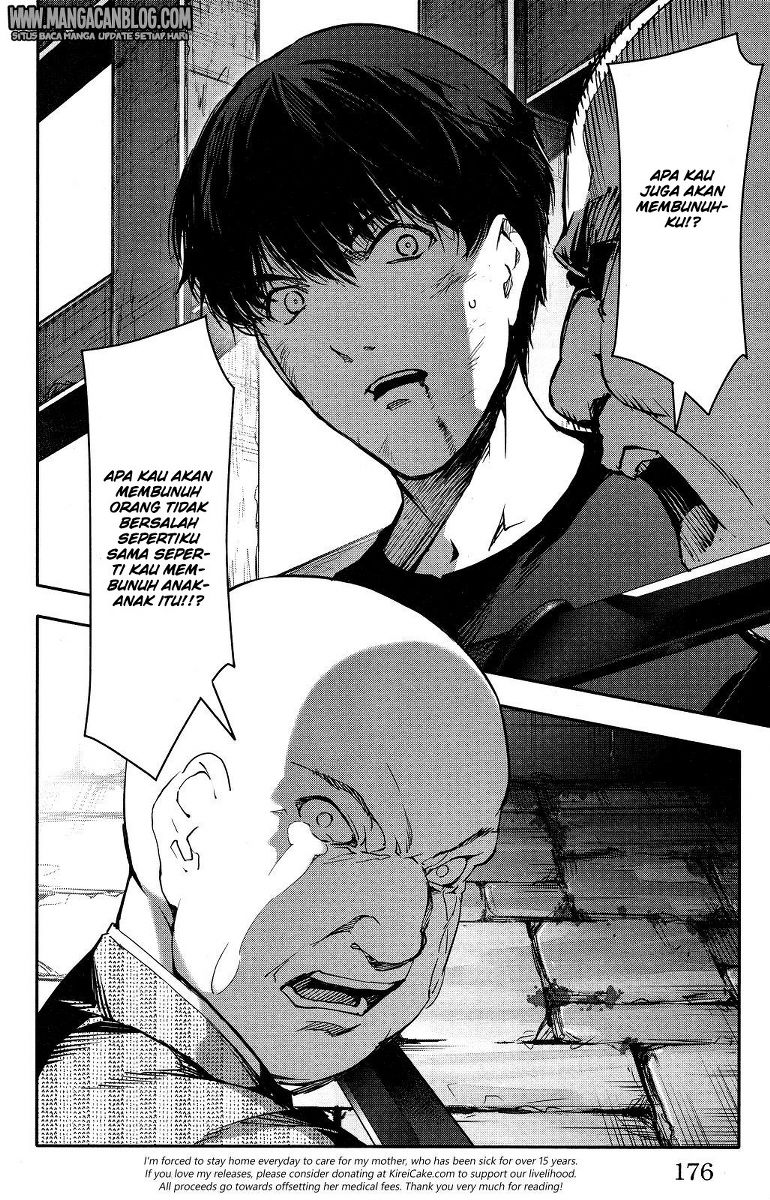 WWW.MANGACANBLOG.COM
SITUS BACA MANGA UPDATE SETIAP HARI
APA KAU
JUGA AKAN
MEMBUNUH-
KU!?
APA KAU AKAN
MEMBUNUH
ORANG TIDAK
BERSALAH
SEPERTIKU
SAMA SEPER-
TI KAU MEM-
BUNUH ANAK-
ANAK ITU!!?
I'm forced to stay home everyday to care for my mother, who has been sick for over 15 years.
If you love my releases, please consider donating at KireiCake.com to support our livelihood.
All proceeds go towards offsetting her medical fees. Thank you very much for reading!
176